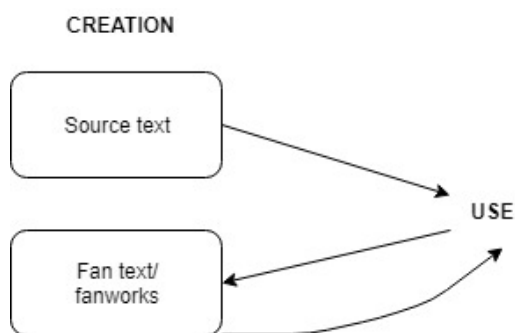 CREATION
Source text
USE
Fan text/
fanworks